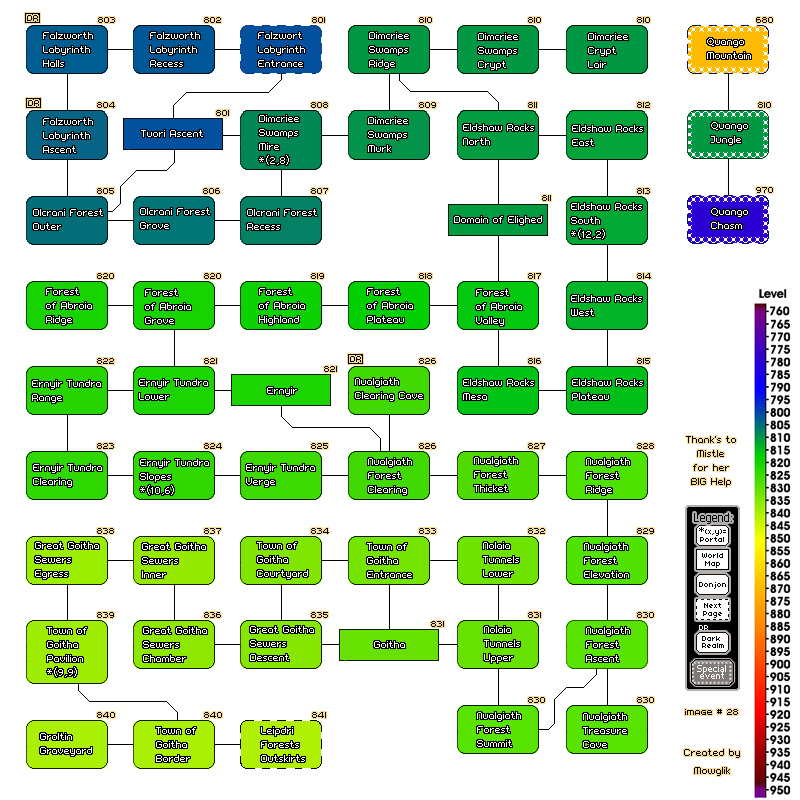 DR
803
802
801
810
810
810
680
Falzworth
Labyrinth
Halls
Falzworth
Labyrinth
Recess
Falzwort
Labyrinth
Entrance
Dimcriee
Swamps
Ridge
Dimcriee
Swamps
Crypt
Dimcriee
Crypt
Lair
Quango
Mountain
DR
804
801
808
809
811
812
810
Falzworth
Labyrinth
Ascent
Tuori Ascent
Dimcriee
Swamps
Mire
*(2,8)
Dimcriee
Swamps
Murk
Eldshaw Rocks
North
Eldshaw Rocks
East
Quango
Jungle
805
806
807
811
813
970
Olcrani Forest
Outer
Olcrani Forest
Grove
Olcrani Forest
Recess
Domain of Elighed
Eldshaw Rocks
South
*(12,2)
Quango
Chasm
820
820
819
818
817
814
Forest
of Abroia
Ridge
Forest
of Abroia
Grove
Forest
of Abroia
Highland
Forest
of Abroia
Plateau
Forest
of Abroia
Valley
Eldshaw Rocks
West
822
821
821
DR
826
816
815
Ernyir Tundra
Range
Ernyir Tundra
Lower
Ernyir
Nualgiath
Clearing Cave
Eldshaw Rocks
Mesa
Eldshaw Rocks
Plateau
823
824
825
826
827
828
Ernyir Tundra
Clearing
Ernyir Tundra
Slopes
*(10,6)
Ernyir Tundra
Verge
Nualgiath
Forest
Clearing
Nualgiath
Forest
Thicket
Nualgiath
Forest
Ridge
838
837
834
833
832
829
Great Goitha
Sewers
Egress
Great Goitha
Sewers
Inner
Town of
Goitha
Courtyard
Town of
Goitha
Entrance
Nolaia
Tunnels
Lower
Nualgiath
Forest
Elevation
839
836
835
831
831
830
Town of
Goitha
Pavilion
*(9,9)
Great Goitha
Sewers
Chamber
Great Goitha
Sewers
Descent
Goitha
Nolaia
Tunnels
Upper
Nualgiath
Forest
Ascent
840
840
841
830
830
Groltin
Graveyard
Town of
Goitha
Border
Leipdri
Forests
Outskirts
Nualgiath
Forest
Summit
Nualgiath
Treasure
Cave
Level
760
765
770
775
780
785
790
795
800
805
810
815
820
825
830
835
840
845
850
855
860
865
870
875
880
885
890
895
900
905
910
915
920
925
930
935
940
945
950
Thank's to
Mistle
for her
BIG Help
Legend:
*(x,y)=
Portal
World
Map
Donjon
Next
Page
DR
Dark
Realm
Special
event
image # 28
Created by
Mowglik